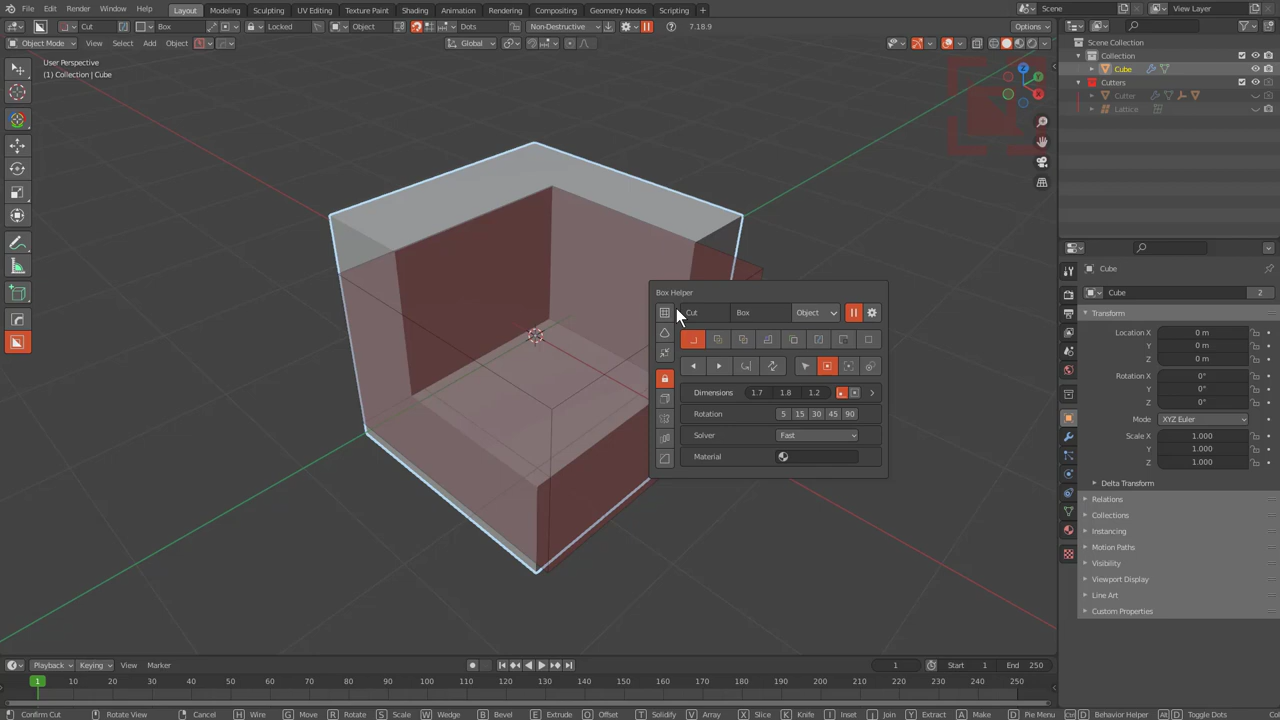 File Edit Render Window Help
Layout Modeling Sculpting UV Editing Texture Paint Shading Animation Rendering Compositing Geometry Nodes Scripting +
Scene View Layer
Cut Box Locked Object Dots Non-Destructive 7.18.9 Options
Object Mode View Select Add Object Global
User Perspective
(1) Collection | Cube
Z
Y
X
Scene Collection
Collection
Cube
Cutters
Cutter
Lattice
Box Helper
Cut Box Object
Dimensions 1.7 1.8 1.2
Rotation 5 15 30 45 90
Solver Fast
Material
Cube
Cube 2
Transform
Location X 0 m
Y 0 m
Z 0 m
Rotation X 0°
Y 0°
Z 0°
Mode XYZ Euler
Scale X 1.000
Y 1.000
Z 1.000
Delta Transform
Relations
Collections
Instancing
Motion Paths
Visibility
Viewport Display
Line Art
Custom Properties
Playback Keying View Marker 1 Start 1 End 250
1 10 20 30 40 50 60 70 80 90 100 110 120 130 140 150 160 170 180 190 200 210 220 230 240 250
Confirm Cut Rotate View Cancel H Wire G Move R Rotate S Scale W Wedge B Bevel E Extrude O Offset T Solidify V Array X Slice K Knife I Inset J Join Y Extract A Make D Pie Menu Ctrl D Behavior Helper D Toggle Dots